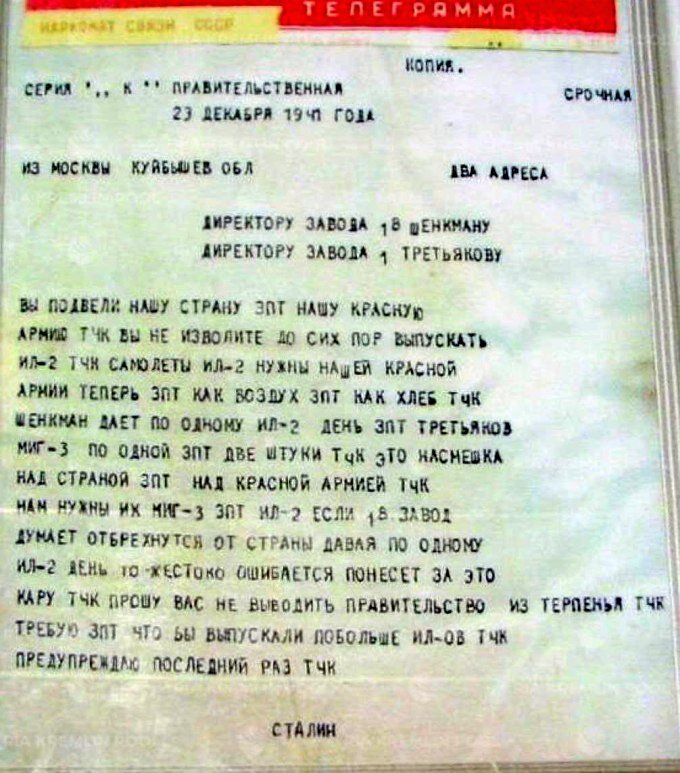 ТЕЛЕГРАММА
НАРКОМАТ СВЯЗИ СССР
КОПИЯ.
СЕРИЯ ",, К '' ПРАВИТЕЛЬСТВЕННАЯ
СРОЧНАЯ
23 ДЕКАБРЯ 1941 ГОДА
ИЗ МОСКВЫ КУЙБЫШЕВ ОБЛ ДВА АДРЕСА
ДИРЕКТОРУ ЗАВОДА 18 ШЕНКМАНУ
ДИРЕКТОРУ ЗАВОДА 1 ТРЕТЬЯКОВУ
ВЫ ПОДВЕЛИ НАШУ СТРАНУ ЗПТ НАШУ КРАСНУЮ
АРМИЮ ТЧК ВЫ НЕ ИЗВОЛИТЕ ДО СИХ ПОР ВЫПУСКАТЬ
ИЛ-2 ТЧК САМОЛЕТЫ ИЛ-2 НУЖНЫ НАШЕЙ КРАСНОЙ
АРМИИ ТЕПЕРЬ ЗПТ КАК ВОЗДУХ ЗПТ КАК ХЛЕБ ТЧК
ШЕНКМАН ДАЕТ ПО ОДНОМУ ИЛ-2 ДЕНЬ ЗПТ ТРЕТЬЯКОВ
МИГ-3 ПО ОДНОЙ ЗПТ ДВЕ ШТУКИ ТЧК ЭТО НАСМЕШКА
НАД СТРАНОЙ ЗПТ НАД КРАСНОЙ АРМИЕЙ ТЧК
НАМ НУЖНЫ ИХ МИГ-3 ЗПТ ИЛ-2 ЕСЛИ 18 ЗАВОД
ДУМАЕТ ОТБРЕХНУТСЯ ОТ СТРАНЫ ДАВАЯ ПО ОДНОМУ
ИЛ-2 ДЕНЬ ТО ЖЕСТОКО ОШИБАЕТСЯ ПОНЕСЕТ ЗА ЭТО
КАРУ ТЧК ПРОШУ ВАС НЕ ВЫВОДИТЬ ПРАВИТЕЛЬСТВО ИЗ ТЕРПЕНЬЯ ТЧК
ТРЕБУЮ ЗПТ ЧТО БЫ ВЫПУСКАЛИ ПОБОЛЬШЕ ИЛ-ОВ ТЧК
ПРЕДУПРЕЖДАЮ ПОСЛЕДНИЙ РАЗ ТЧК
СТАЛИН